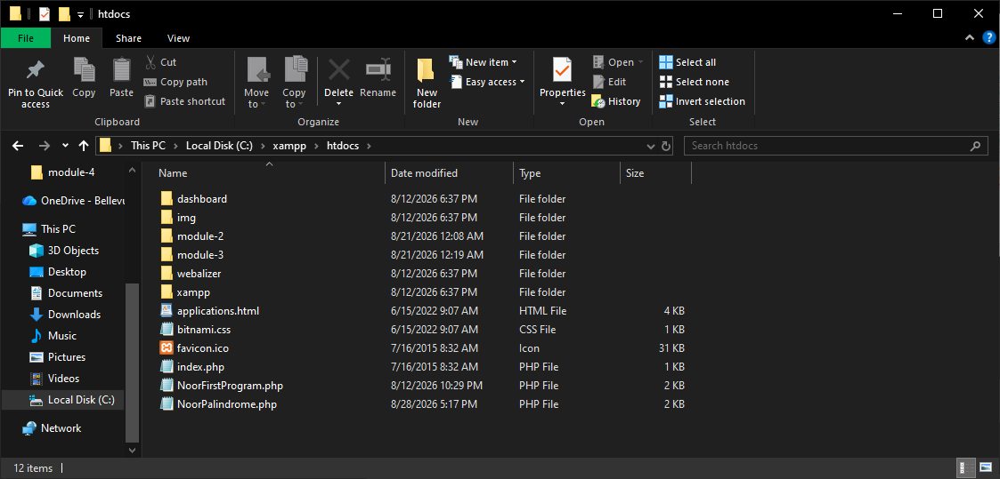 htdocs
File Home Share View
Pin to Quick access
Copy
Paste
Cut
Copy path
Paste shortcut
Clipboard
Move to
Copy to
Delete
Rename
Organize
New folder
New item
Easy access
New
Properties
Open
Edit
History
Open
Select all
Select none
Invert selection
Select
This PC > Local Disk (C:) > xampp > htdocs >
Search htdocs
module-4
OneDrive - Bellevu
This PC
3D Objects
Desktop
Documents
Downloads
Music
Pictures
Videos
Local Disk (C:)
Network
Name Date modified Type Size
dashboard 8/12/2026 6:37 PM File folder
img 8/12/2026 6:37 PM File folder
module-2 8/21/2026 12:08 AM File folder
module-3 8/21/2026 12:19 AM File folder
webalizer 8/12/2026 6:37 PM File folder
xampp 8/12/2026 6:37 PM File folder
applications.html 6/15/2022 9:07 AM HTML File 4 KB
bitnami.css 6/15/2022 9:07 AM CSS File 1 KB
favicon.ico 7/16/2015 8:32 AM Icon 31 KB
index.php 7/16/2015 8:32 AM PHP File 1 KB
NoorFirstProgram.php 8/12/2026 10:29 PM PHP File 2 KB
NoorPalindrome.php 8/28/2026 5:17 PM PHP File 2 KB
12 items